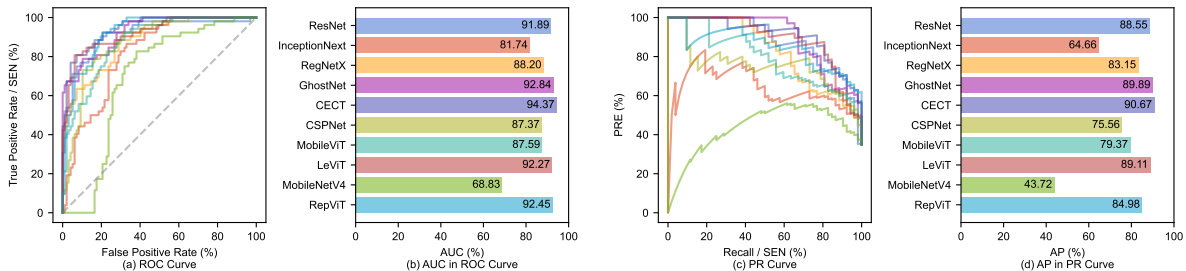 True Positive Rate / SEN (%)
100
80
60
40
20
0
0 20 40 60 80 100
False Positive Rate (%)
(a) ROC Curve
ResNet 91.89
InceptionNext 81.74
RegNetX 88.20
GhostNet 92.84
CECT 94.37
CSPNet 87.37
MobileViT 87.59
LeViT 92.27
MobileNetV4 68.83
RepViT 92.45
0 20 40 60 80 100
AUC (%)
(b) AUC in ROC Curve
PRE (%)
100
80
60
40
20
0
0 20 40 60 80 100
Recall / SEN (%)
(c) PR Curve
ResNet 88.55
InceptionNext 64.66
RegNetX 83.15
GhostNet 89.89
CECT 90.67
CSPNet 75.56
MobileViT 79.37
LeViT 89.11
MobileNetV4 43.72
RepViT 84.98
0 20 40 60 80 100
AP (%)
(d) AP in PR Curve